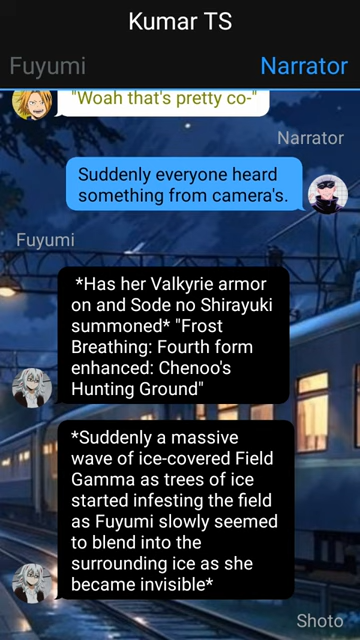 Kumar TS
Fuyumi
Narrator
"Woah that's pretty co-"
Narrator
Suddenly everyone heard
something from camera's.
Fuyumi
*Has her Valkyrie armor
on and Sode no Shirayuki
summoned* "Frost
Breathing: Fourth form
enhanced: Chenoo's
Hunting Ground"
*Suddenly a massive
wave of ice-covered Field
Gamma as trees of ice
started infesting the field
as Fuyumi slowly seemed
to blend into the
surrounding ice as she
became invisible*
Shoto